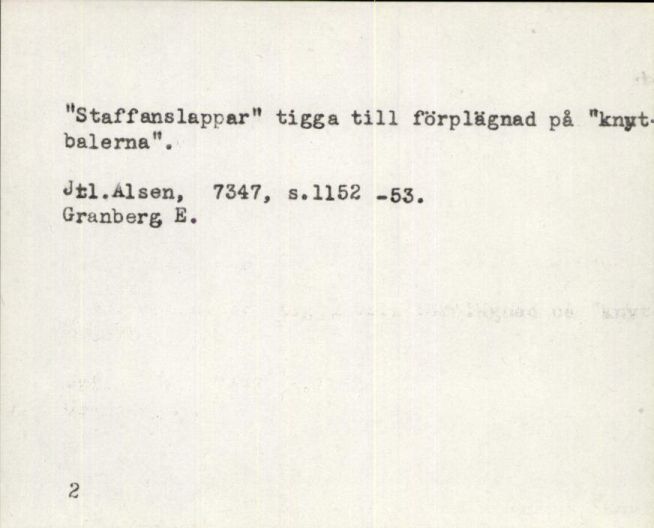 "Staffanslappar" tigga till förplägnad på "knyt-
balerna".
Jtl.Alsen, 7347, s.1152 -53.
Granberg E.
2